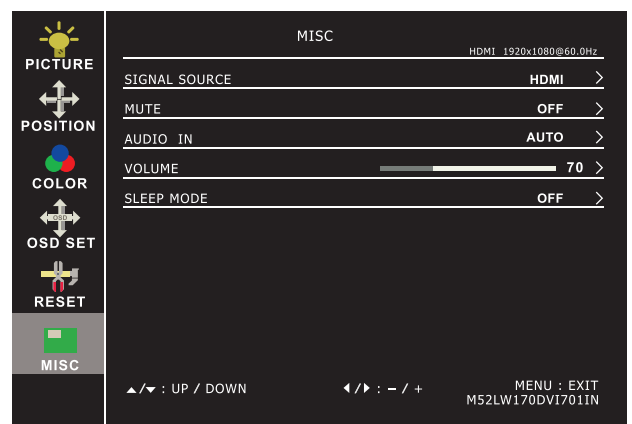 MISC
HDMI 1920x1080@60.0Hz
PICTURE
POSITION
COLOR
OSD
OSD SET
RESET
MISC
SIGNAL SOURCE HDMI
MUTE OFF
AUDIO IN AUTO
VOLUME 70
SLEEP MODE OFF
▲/▼ : UP / DOWN ◀/▶ : – / + MENU : EXIT
M52LW170DVI701IN